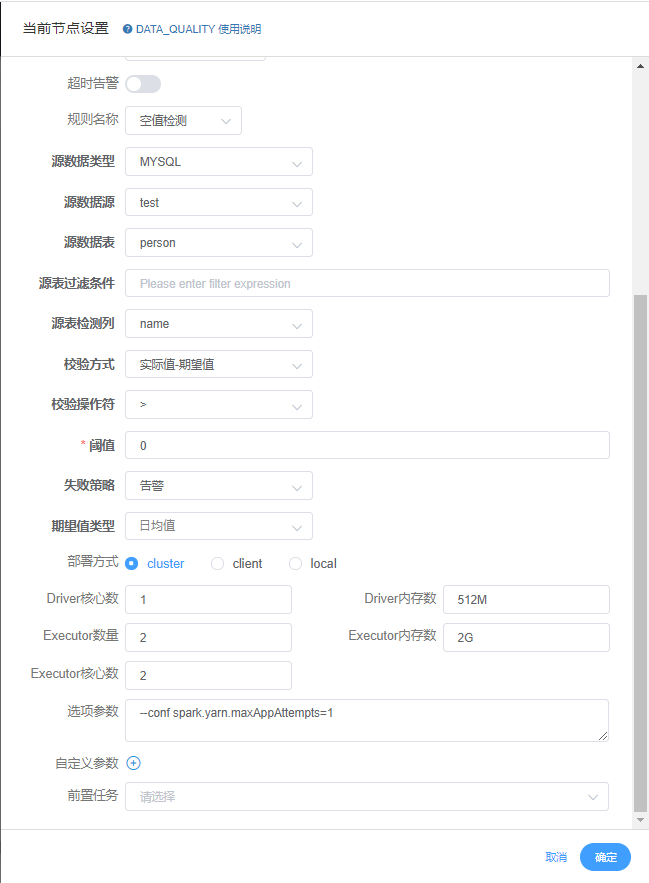 当前节点设置 DATA_QUALITY 使用说明
超时告警
规则名称 空值检测
源数据类型 MYSQL
源数据源 test
源数据表 person
源表过滤条件 Please enter filter expression
源表检测列 name
校验方式 实际值-期望值
校验操作符 >
* 阈值 0
失败策略 告警
期望值类型 日均值
部署方式 cluster client local
Driver核心数 1 Driver内存数 512M
Executor数量 2 Executor内存数 2G
Executor核心数 2
选项参数 --conf spark.yarn.maxAppAttempts=1
自定义参数
前置任务 请选择
取消 确定